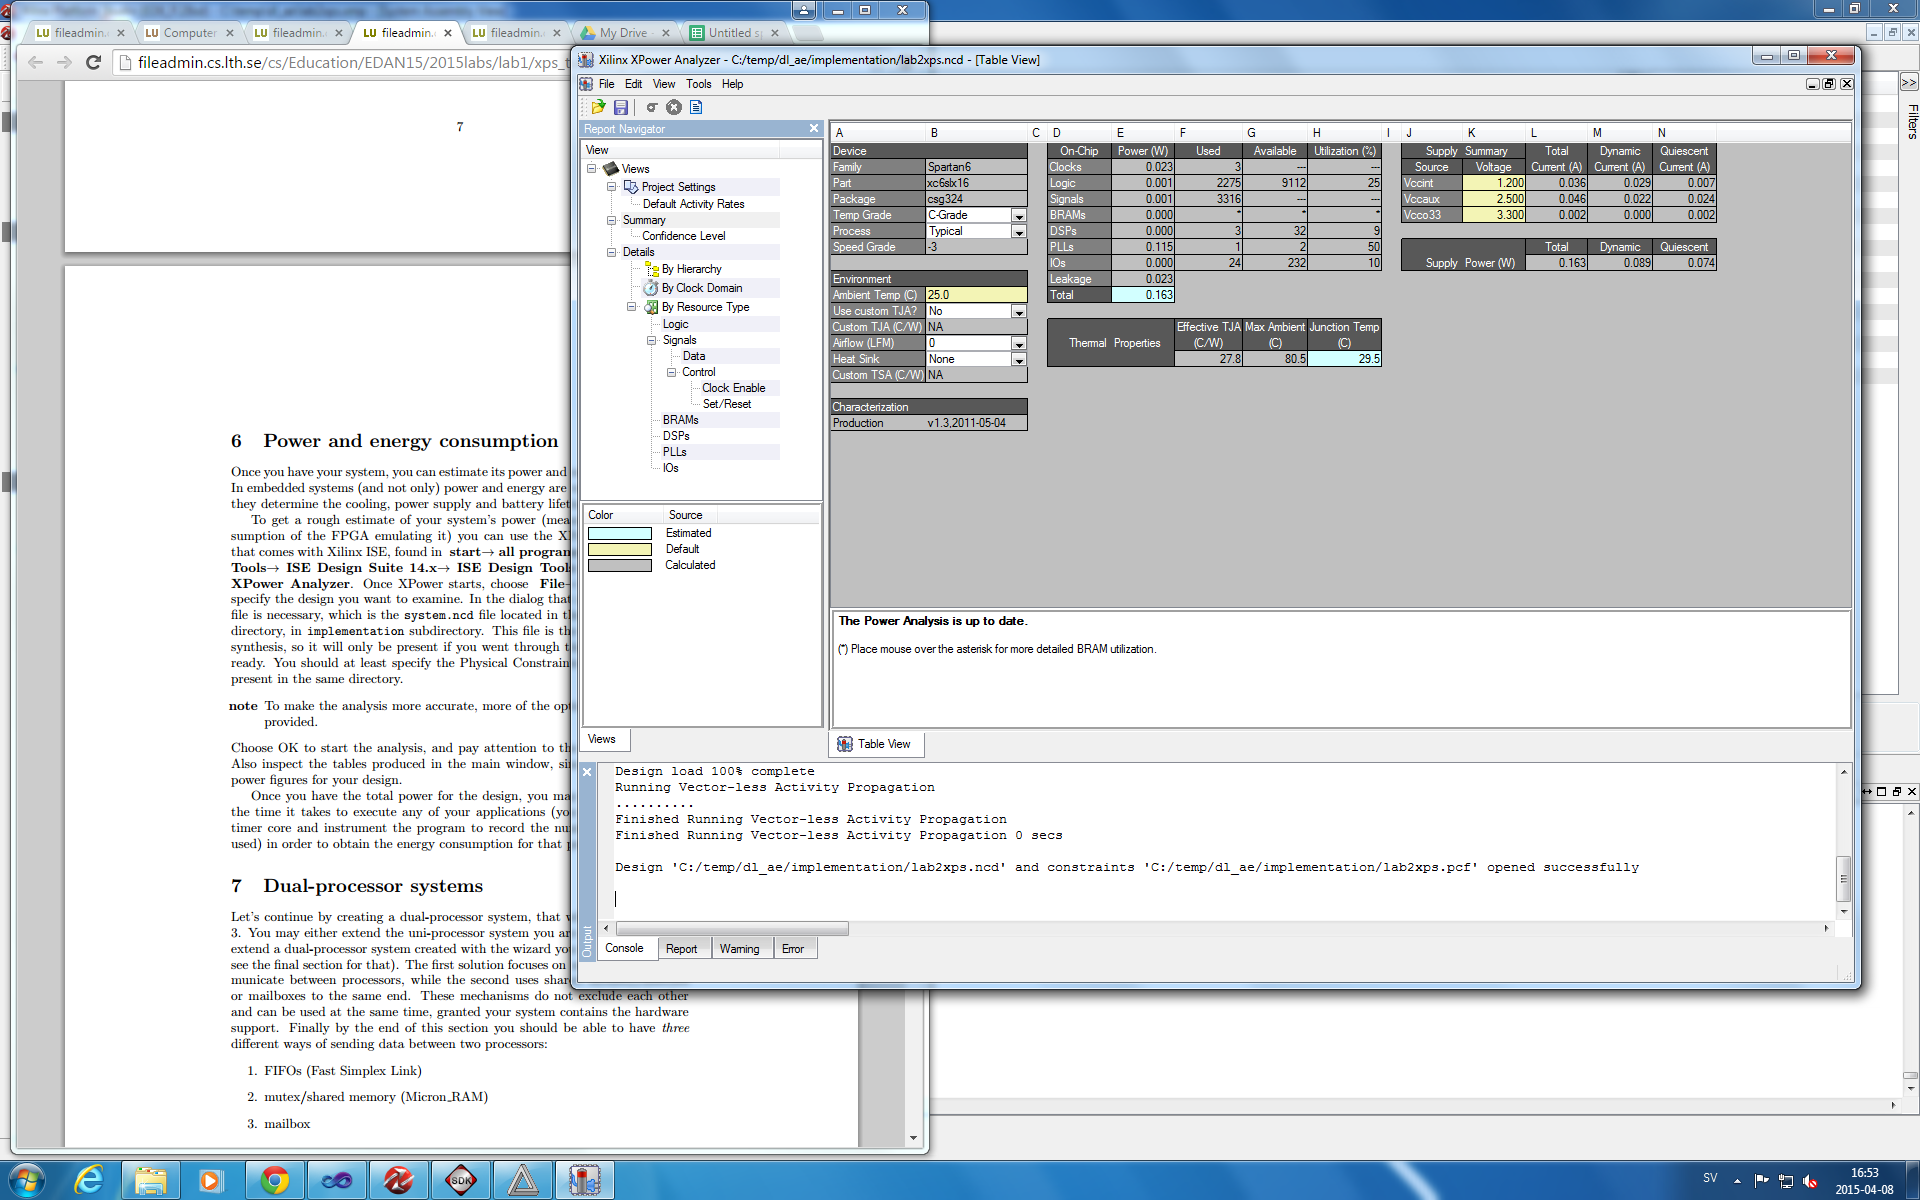 fileadmin.
Computer
fileadmin.
fileadmin.c
fileadmin.
My Drive
Untitled s
fileadmin.cs.lth.se/cs/Education/EDAN15/2015labs/lab1/xps_t
7
6 Power and energy consumption
Once you have your system, you can estimate its power and
In embedded systems (and not only) power and energy are
they determine the cooling, power supply and battery
To get a rough estimate of your system's power
sumption of the FPGA emulating it) you can use the
that comes with Xilinx ISE, found in start→ all program
Tools→ ISE Design Suite 14.x→ ISE Design Tool
XPower Analyzer. Once XPower starts, choose File
specify the design you want to examine. In the dialog that
file is necessary, which is the system.ncd file located in
directory, in implementation subdirectory. This file is
synthesis, so it will only be present if you went through
ready. You should at least specify the Physical Constrain
present in the same directory.
note To make the analysis more accurate, more of the
provided.
Choose OK to start the analysis, and pay attention to
Also inspect the tables produced in the main window,
power figures for your design.
Once you have the total power for the design, you
the time it takes to execute any of your applications
timer core and instrument the program to record the
used) in order to obtain the energy consumption for that
7 Dual-processor systems
Let's continue by creating a dual-processor system, that
3. You may either extend the uni-processor system you
extend a dual-processor system created with the wizard
see the final section for that). The first solution focuses on
municate between processors, while the second uses
or mailboxes to the same end. These mechanisms do not exclude each other
and can be used at the same time, granted your system contains the hardware
support. Finally by the end of this section you should be able to have three
different ways of sending data between two processors:
1. FIFOs (Fast Simplex Link)
2. mutex/shared memory (Micron_RAM)
3. mailbox
Xilinx XPower Analyzer - C:/temp/dl_ae/implementation/lab2xps.ncd - [Table View]
File Edit View Tools Help
Report Navigator
View
Views
Project Settings
Default Activity Rates
Summary
Confidence Level
Details
By Hierarchy
By Clock Domain
By Resource Type
Logic
Signals
Data
Control
Clock Enable
Set/Reset
BRAMs
DSPs
PLLs
IOs
Color Source
Estimated
Default
Calculated
Views
A B C D E F G H I J K L M N
Device
Family Spartan6
Part xc6slx16
Package csg324
Temp Grade C-Grade
Process Typical
Speed Grade -3
Environment
Ambient Temp (C) 25.0
Use custom TJA? No
Custom TJA (C/W) NA
Airflow (LFM) 0
Heat Sink None
Custom TSA (C/W) NA
Characterization
Production v1.3,2011-05-04
On-Chip Power (W) Used Available Utilization (%)
Clocks 0.023 3 --- ---
Logic 0.001 2275 9112 25
Signals 0.001 3316 --- ---
BRAMs 0.000 * * *
DSPs 0.000 3 32 9
PLLs 0.115 1 2 50
IOs 0.000 24 232 10
Leakage 0.023
Total 0.163
Thermal Properties
Effective TJA Max Ambient Junction Temp
(C/W) (C) (C)
27.8 80.5 29.5
Supply Summary Total Dynamic Quiescent
Source Voltage Current (A) Current (A) Current (A)
Vccint 1.200 0.036 0.029 0.007
Vccaux 2.500 0.046 0.022 0.024
Vcco33 3.300 0.002 0.000 0.002
Total Dynamic Quiescent
Supply Power (W) 0.163 0.089 0.074
The Power Analysis is up to date.
(*) Place mouse over the asterisk for more detailed BRAM utilization.
Table View
Design load 100% complete
Running Vector-less Activity Propagation
..........
Finished Running Vector-less Activity Propagation
Finished Running Vector-less Activity Propagation 0 secs
Design 'C:/temp/dl_ae/implementation/lab2xps.ncd' and constraints 'C:/temp/dl_ae/implementation/lab2xps.pcf' opened successfully
Output
Console Report Warning Error
>>
Filters
SDK
SV
16:53
2015-04-08